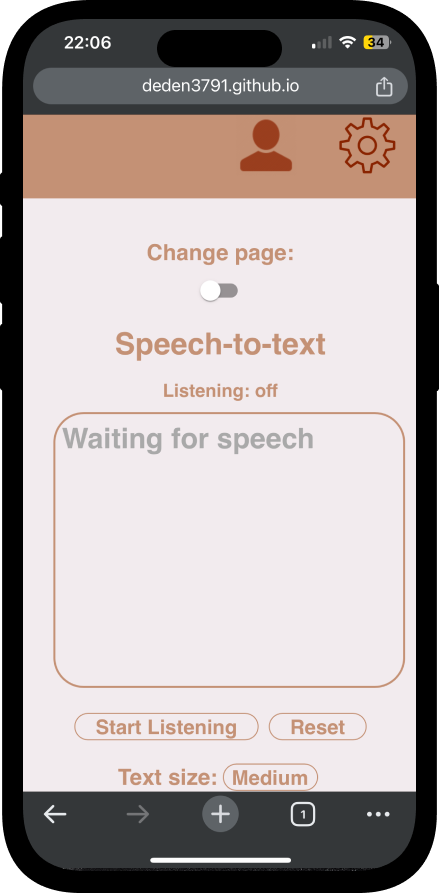 22:06
34
deden3791.github.io
Change page:
Speech-to-text
Listening: off
Waiting for speech
Start Listening Reset
Text size: Medium
1